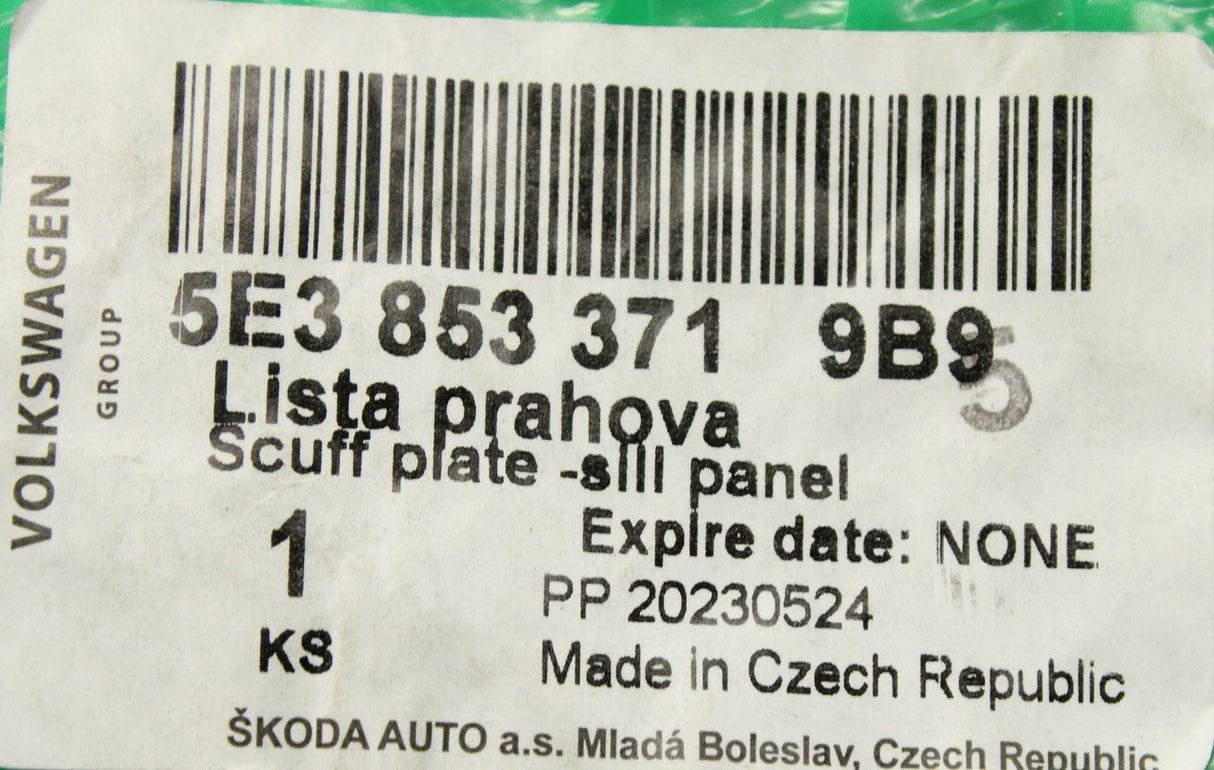 VOLKSWAGEN
GROUP
5E3 853 371 9B9
5
Lista prahova
Scuff plate -sill panel
1
Expire date: NONE
PP 20230524
KS
Made in Czech Republic
ŠKODA AUTO a.s. Mladá Boleslav, Czech Republic